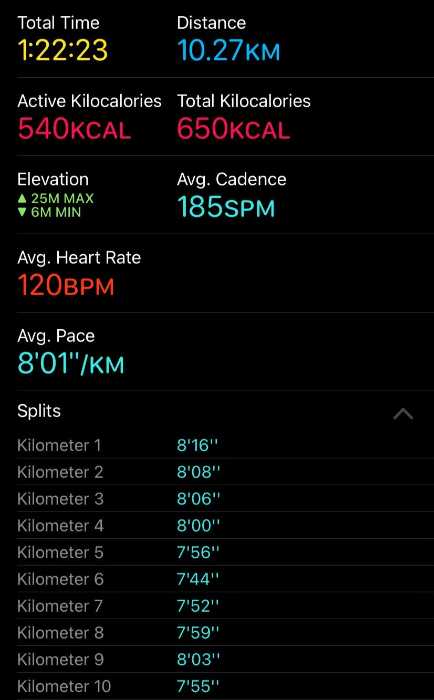 Total Time Distance
1:22:23 10.27KM
Active Kilocalories Total Kilocalories
540KCAL 650KCAL
Elevation Avg. Cadence
▲ 25M MAX
▼ 6M MIN
185SPM
Avg. Heart Rate
120BPM
Avg. Pace
8'01''/KM
Splits
Kilometer 1 8'16''
Kilometer 2 8'08''
Kilometer 3 8'06''
Kilometer 4 8'00''
Kilometer 5 7'56''
Kilometer 6 7'44''
Kilometer 7 7'52''
Kilometer 8 7'59''
Kilometer 9 8'03''
Kilometer 10 7'55''